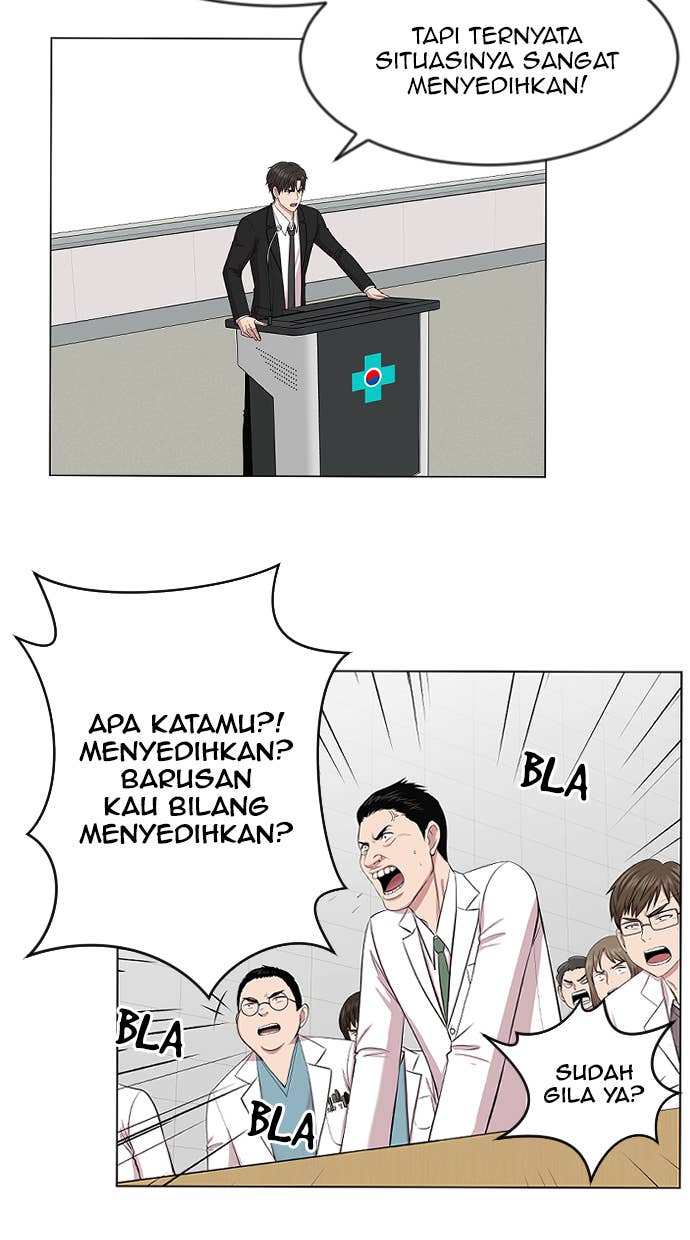 TAPI TERNYATA
SITUASINYA SANGAT
MENYEDIHKAN!
APA KATAMU?!
MENYEDIHKAN?
BARUSAN
KAU BILANG
MENYEDIHKAN?
BLA
BLA
BLA
SUDAH
GILA YA?